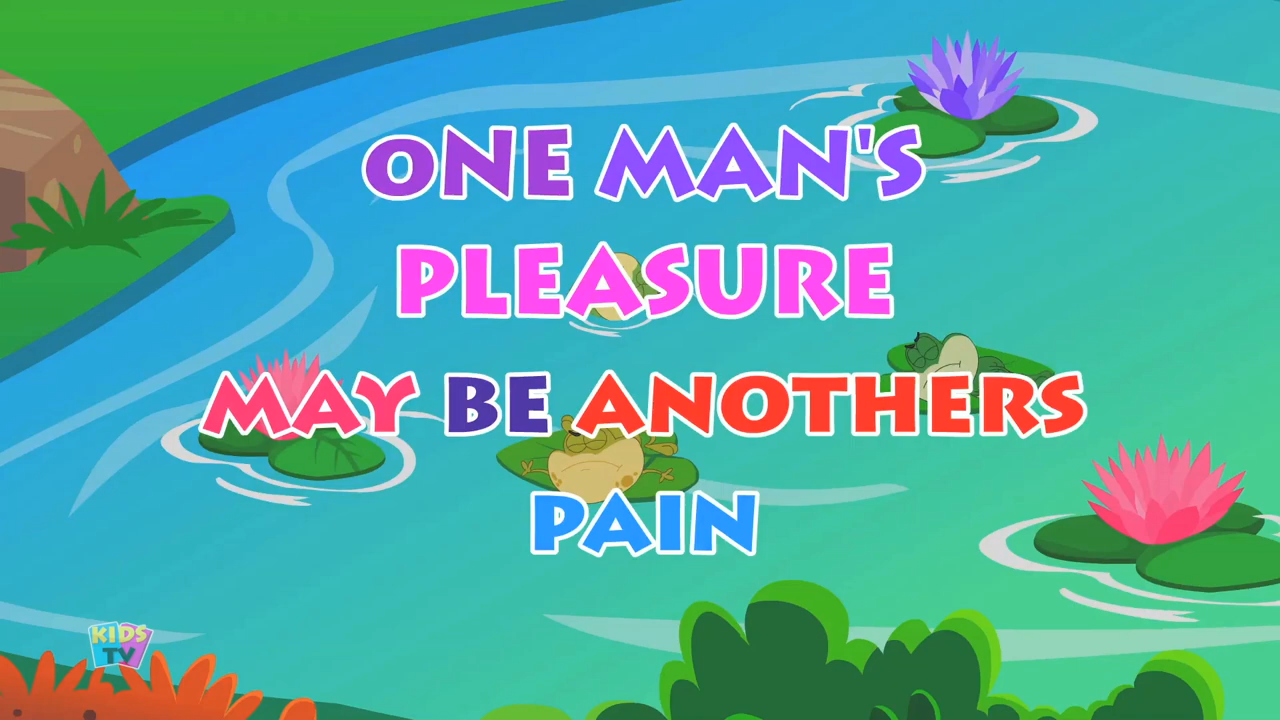 ONE MAN'S
PLEASURE
MAY BE ANOTHERS
PAIN
KIDS
TV